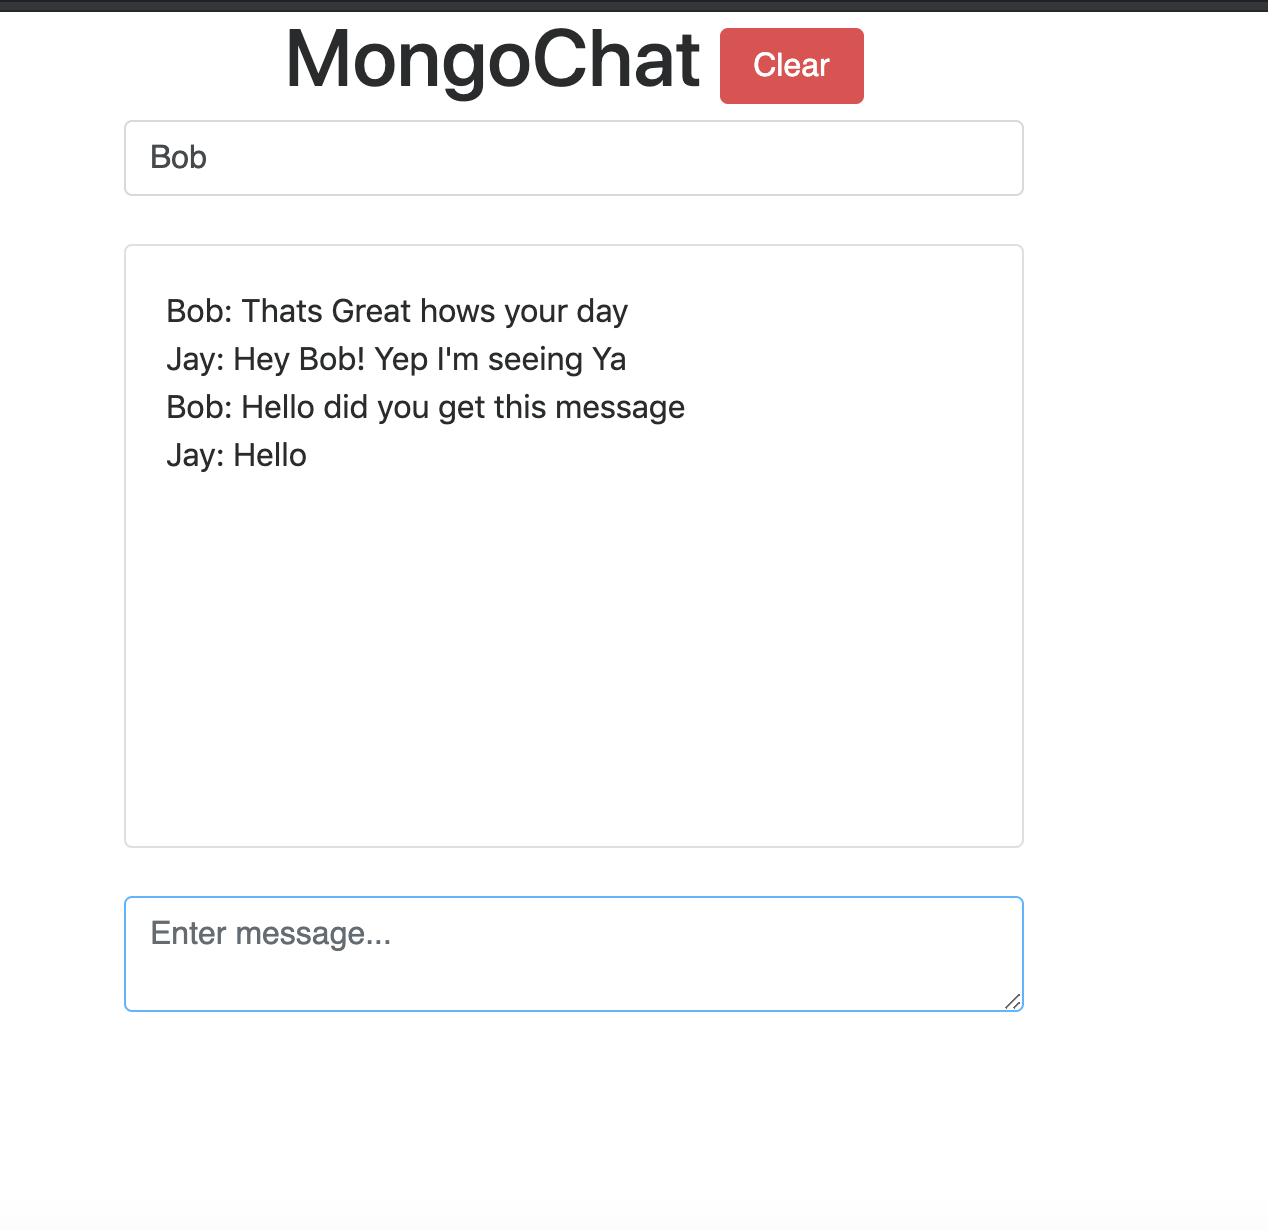 MongoChat Clear
Bob
Bob: Thats Great hows your day
Jay: Hey Bob! Yep I'm seeing Ya
Bob: Hello did you get this message
Jay: Hello
Enter message...